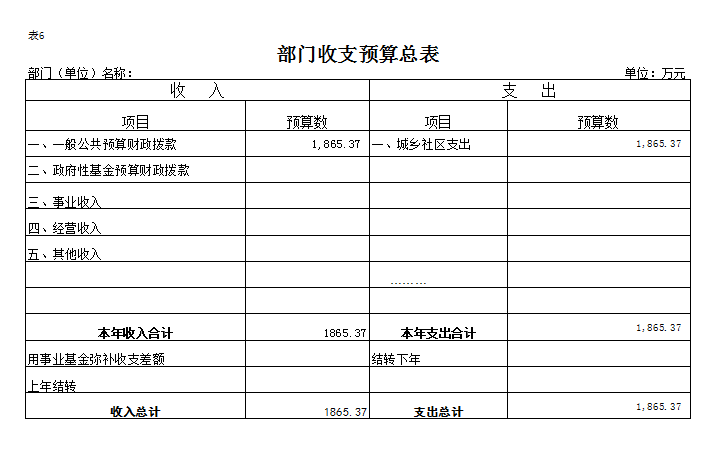 表6
部门收支预算总表
部门（单位）名称： 单位：万元
收 入 支 出
项目 预算数 项目 预算数
一、一般公共预算财政拨款 1,865.37 一、城乡社区支出 1,865.37
二、政府性基金预算财政拨款
三、事业收入
四、经营收入
五、其他收入
………
本年收入合计 1865.37 本年支出合计 1,865.37
用事业基金弥补收支差额 结转下年
上年结转
收入总计 1865.37 支出总计 1,865.37